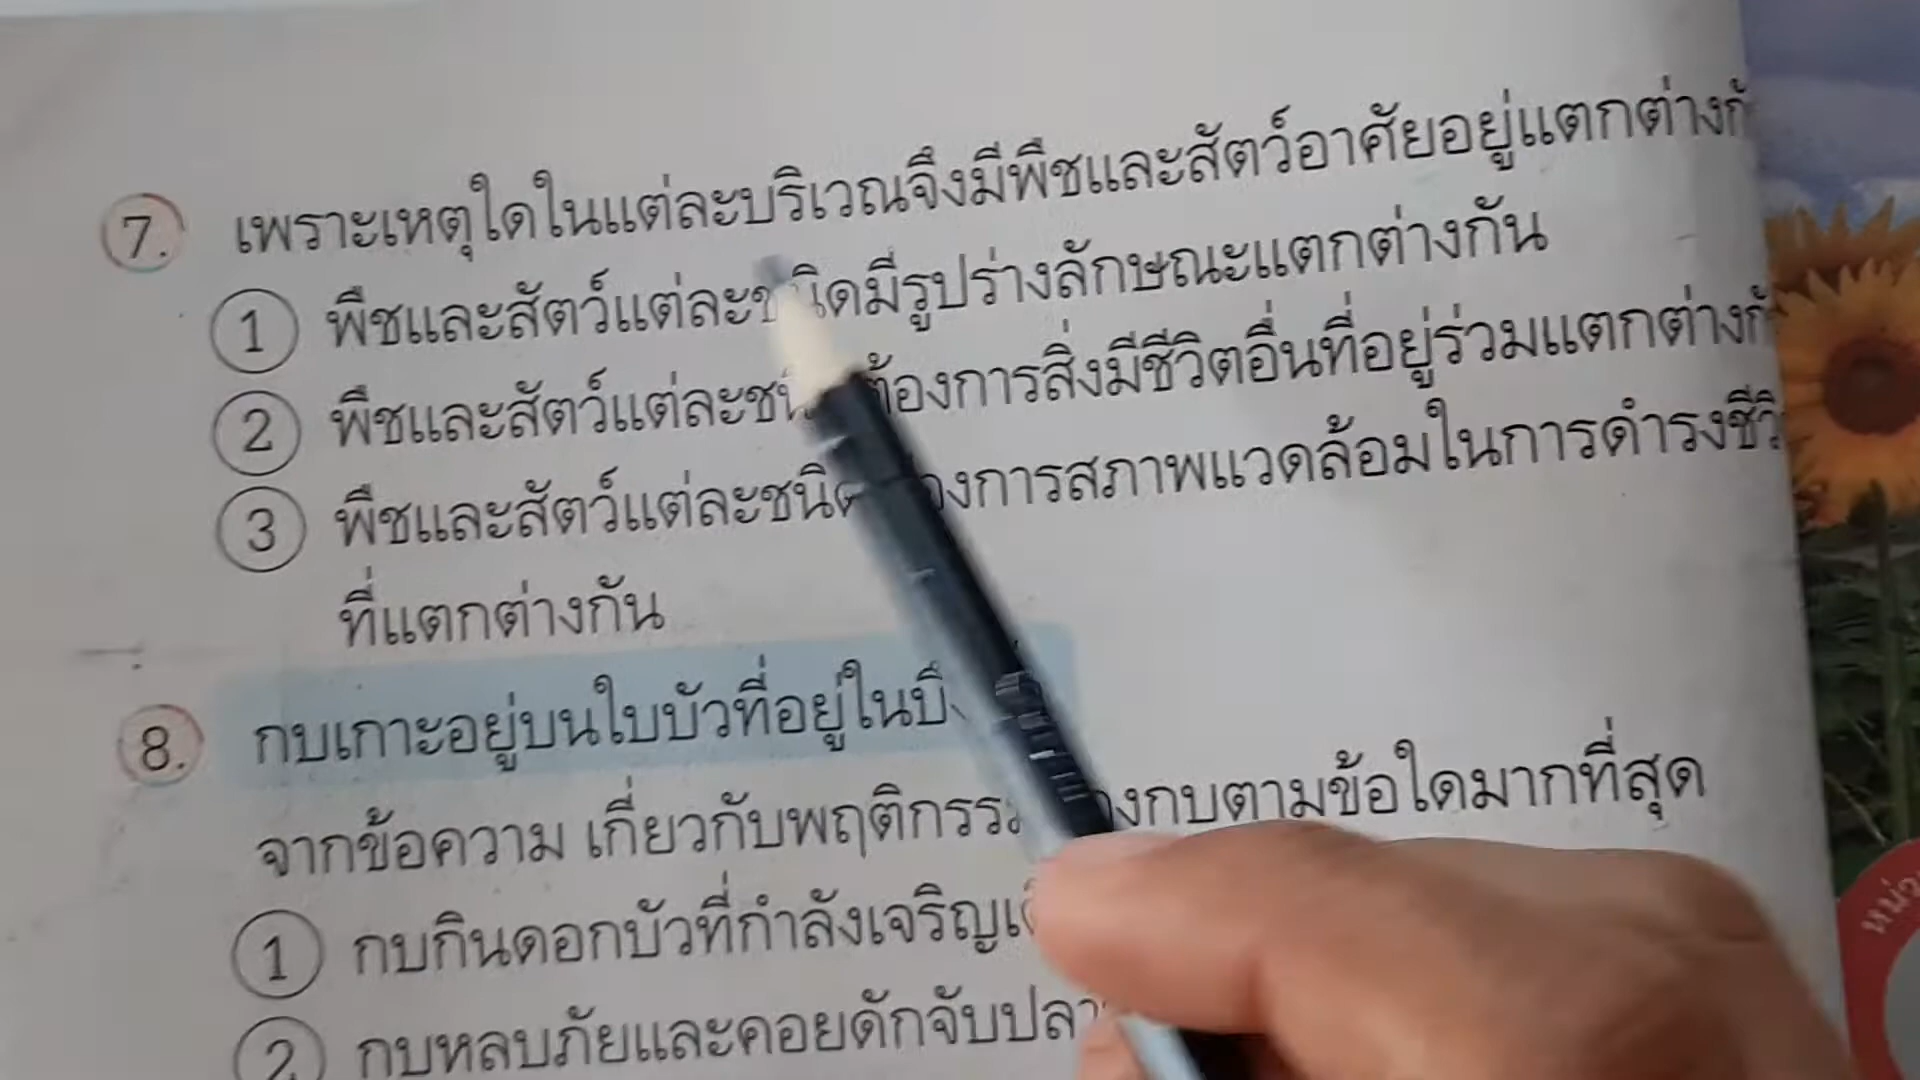 7. เพราะเหตุใดในแต่ละบริเวณจึงมีพืชและสัตว์อาศัยอยู่แตกต่าง
1 พืชและสัตว์แต่ละชนิดมีรูปร่างลักษณะแตกต่างกัน
2 พืชและสัตว์แต่ละ ต้องการสิ่งมีชีวิตอื่นที่อยู่ร่วมแตกต่าง
3 พืชและสัตว์แต่ละชนิด การสภาพแวดล้อมในการดำรง
ที่แตกต่างกัน
8. กบเกาะอยู่บนใบบัวที่อยู่ใน
จากข้อความ เกี่ยวกับ กบตามข้อใดมากที่สุด
1 กบกินดอกบัวที่กำลังเจริญ
2 กบหลบภัยและคอยดักจับปลา